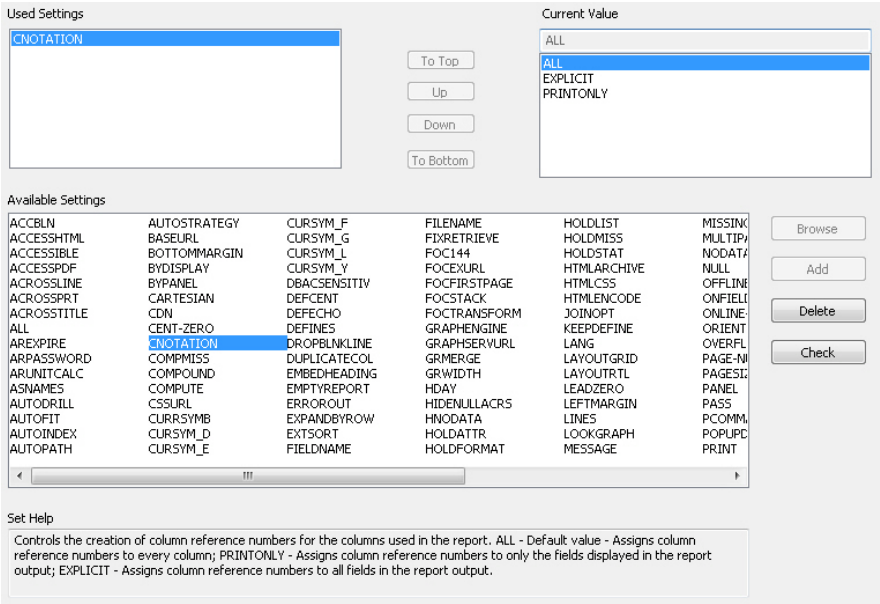 Used Settings Current Value
CNOTATION ALL
To Top
ALL
EXPLICIT
Up PRINTONLY
Down
To Bottom
Available Settings
ACCBLN AUTOSTRATEGY CURSYM_F FILENAME HOLDLIST
ACCESSHTML BASEURL CURSYM_G FIXRETRIEVE HOLDMISS Browse
ACCESSIBLE BOTTOMMARGIN CURSYM_L FOC144 HOLDSTAT
ACCESSPDF BYDISPLAY CURSYM_Y FOCEXURL HTMLARCHIVE NULL
ACROSSLINE BYPANEL DBACSENSITIV FOCFIRSTPAGE HTMLCSS Add
ACROSSPRT CARTESIAN DEFCENT FOCSTACK HTMLENCODE
ACROSSTITLE CDN DEFECHO FOCTRANSFORM JOINOPT Delete
ALL CENT-ZERO DEFINES GRAPHENGINE KEEPDEFINE ORIENT
AREXPIRE CNOTATION DROPBLNKLINE GRAPHSERVURL LANG
ARPASSWORD COMPMISS DUPLICATECOL GRMERGE LAYOUTGRID Check
ARUNITCALC COMPOUND EMBEDHEADING GRWIDTH LAYOUTRTL
ASNAMES COMPUTE EMPTYREPORT HDAY LEADZERO PANEL
AUTODRILL CSSURL ERROROUT HIDENULLACRS LEFTMARGIN PASS
AUTOFIT CURRSYMB EXPANDBYROW HNODATA LINES
AUTOINDEX CURSYM_D EXTSORT HOLDATTR LOOKGRAPH
AUTOPATH CURSYM_E FIELDNAME HOLDFORMAT MESSAGE PRINT
Set Help
Controls the creation of column reference numbers for the columns used in the report. ALL - Default value - Assigns column
reference numbers to every column; PRINTONLY - Assigns column reference numbers to only the fields displayed in the report
output; EXPLICIT - Assigns column reference numbers to all fields in the report output.